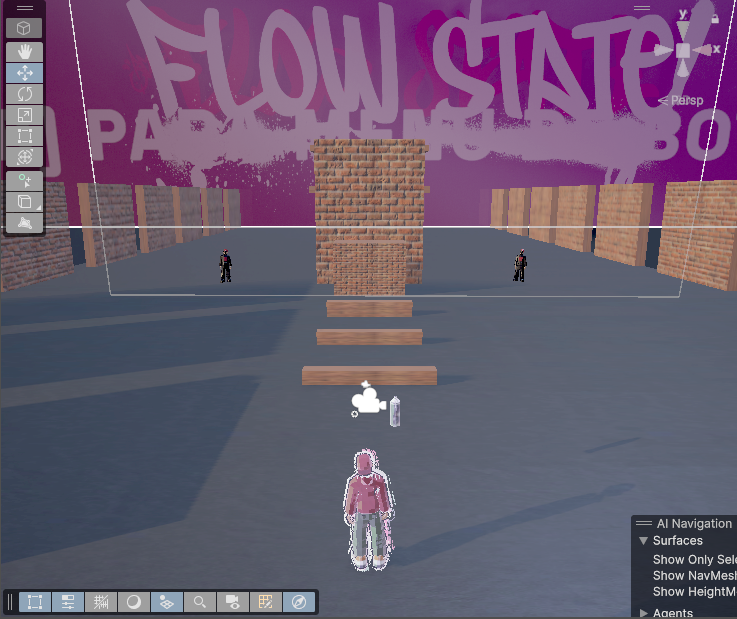 FLOW STATE!
y
x
Persp
AI Navigation
Surfaces
Show Only Sele
Show NavMesh
Show HeightM
Agents